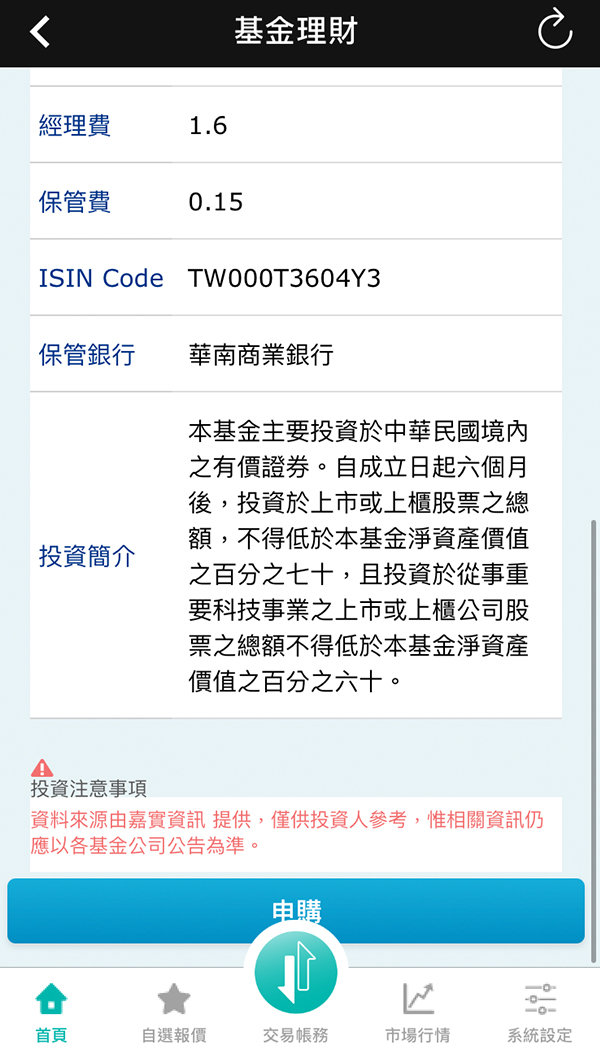 基金理財
經理費 1.6
保管費 0.15
ISIN Code TW000T3604Y3
保管銀行 華南商業銀行
投資簡介
本基金主要投資於中華民國境內
之有價證券。自成立日起六個月
後，投資於上市或上櫃股票之總
額，不得低於本基金淨資產價值
之百分之七十，且投資於從事重
要科技事業之上市或上櫃公司股
票之總額不得低於本基金淨資產
價值之百分之六十。
投資注意事項
資料來源由嘉實資訊 提供，僅供投資人參考，惟相關資訊仍
應以各基金公司公告為準。
申購
首頁 自選報價 交易帳務 市場行情 系統設定